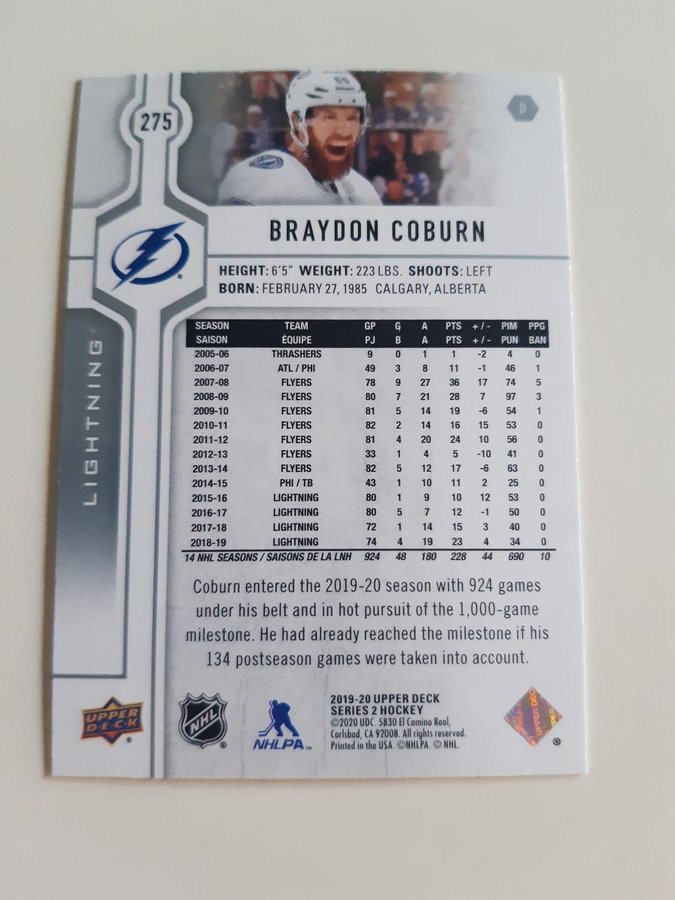 275
55
D
BRAYDON COBURN
HEIGHT: 6'5" WEIGHT: 223 LBS. SHOOTS: LEFT
BORN: FEBRUARY 27, 1985 CALGARY, ALBERTA
LIGHTNING
SEASON TEAM GP G A PTS +/- PIM PPG
SAISON ÉQUIPE PJ B A PTS +/- PUN BAN
2005-06 THRASHERS 9 0 1 1 -2 4 0
2006-07 ATL / PHI 49 3 8 11 -1 46 1
2007-08 FLYERS 78 9 27 36 17 74 5
2008-09 FLYERS 80 7 21 28 7 97 3
2009-10 FLYERS 81 5 14 19 -6 54 1
2010-11 FLYERS 82 2 14 16 15 53 0
2011-12 FLYERS 81 4 20 24 10 56 0
2012-13 FLYERS 33 1 4 5 -10 41 0
2013-14 FLYERS 82 5 12 17 -6 63 0
2014-15 PHI / TB 43 1 10 11 2 25 0
2015-16 LIGHTNING 80 1 9 10 12 53 0
2016-17 LIGHTNING 80 5 7 12 -1 50 0
2017-18 LIGHTNING 72 1 14 15 3 40 0
2018-19 LIGHTNING 74 4 19 23 4 34 0
14 NHL SEASONS / SAISONS DE LA LNH 924 48 180 228 44 690 10
Coburn entered the 2019-20 season with 924 games
under his belt and in hot pursuit of the 1,000-game
milestone. He had already reached the milestone if his
134 postseason games were taken into account.
UPPER
DECK
NHL
NHLPA
2019-20 UPPER DECK
SERIES 2 HOCKEY
©2020 UDC. 5830 El Camino Real,
Carlsbad, CA 92008. All rights reserved.
Printed in the USA. ©NHLPA. © NHL.
UPPER DECK